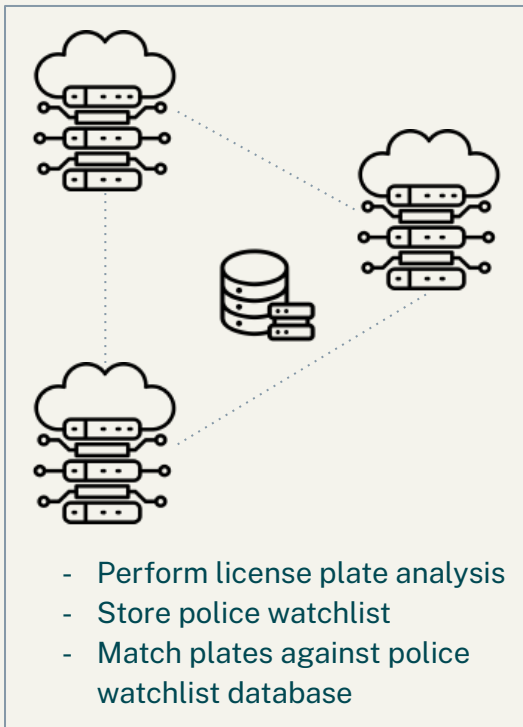 - Perform license plate analysis
- Store police watchlist
- Match plates against police
watchlist database